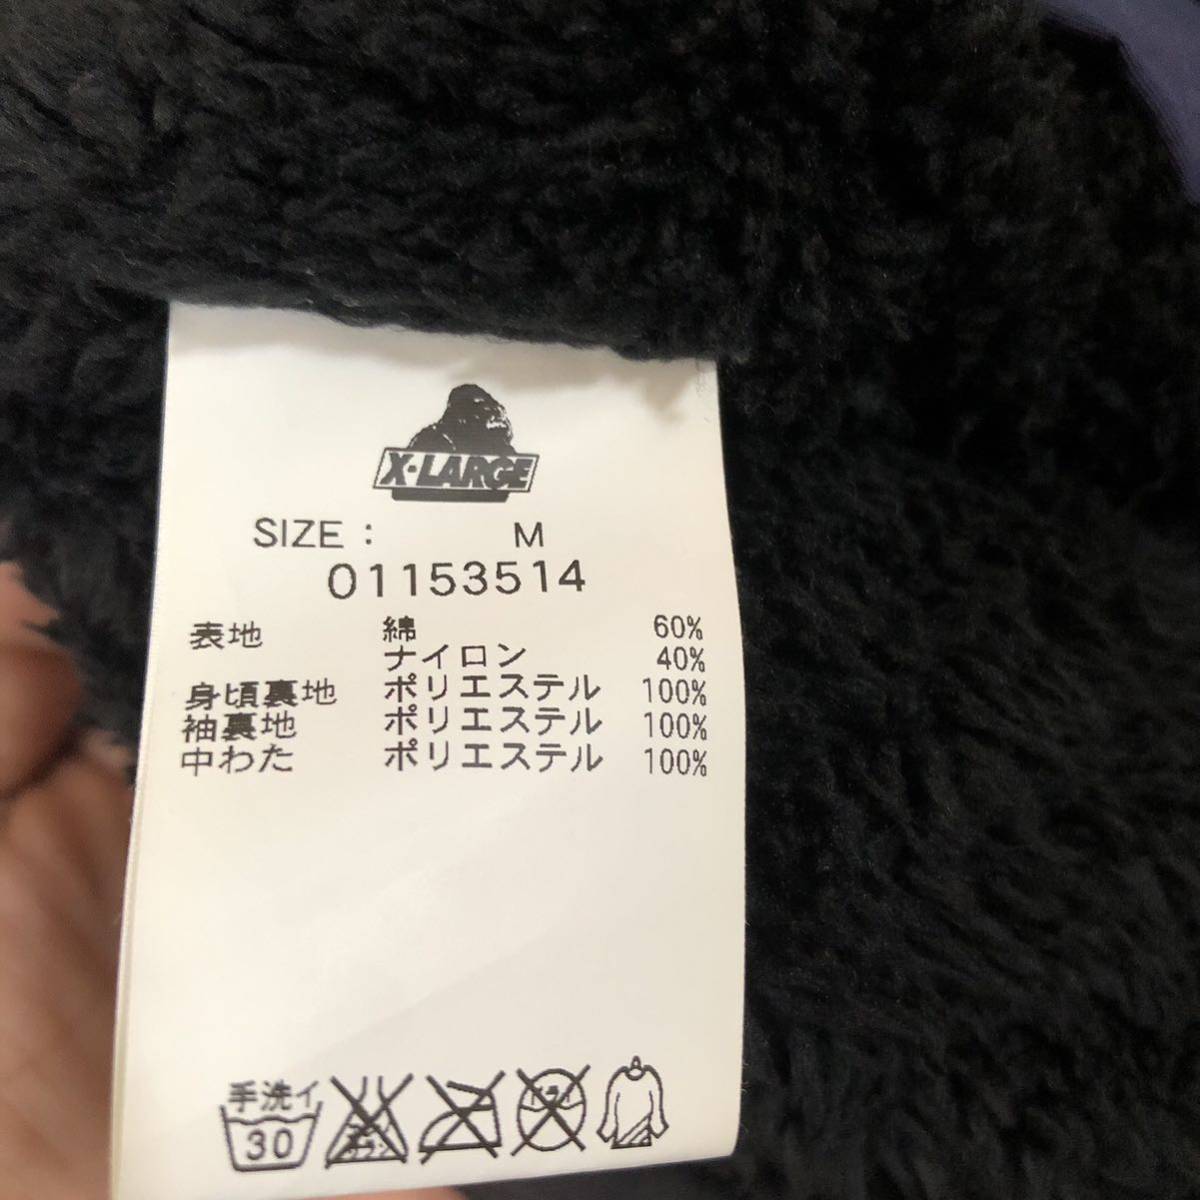 X-LARGE
SIZE : M
01153514
表地 綿 60%
ナイロン 40%
身頃裏地 ポリエステル 100%
袖裏地 ポリエステル 100%
中わた ポリエステル 100%
手洗イ
30